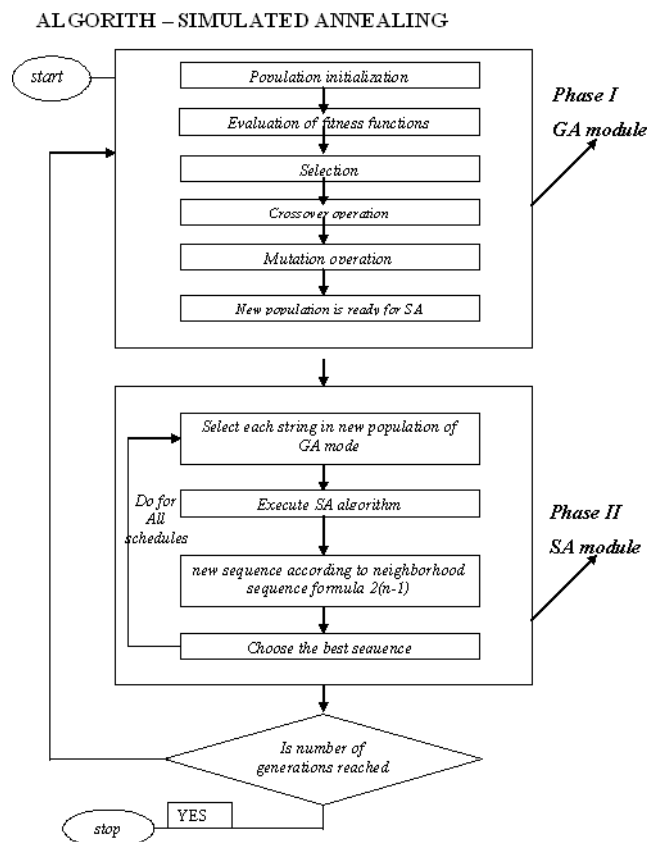 ALGORITH – SIMULATED ANNEALING
start
Population initialization
Evaluation of fitness functions
Selection
Crossover operation
Mutation operation
New population is ready for SA
Phase I
GA module
Select each string in new population of
GA mode
Do for
All
schedules
Execute SA algorithm
new sequence according to neighborhood
sequence formula 2(n-1)
Choose the best sequence
Phase II
SA module
Is number of
generations reached
YES
stop